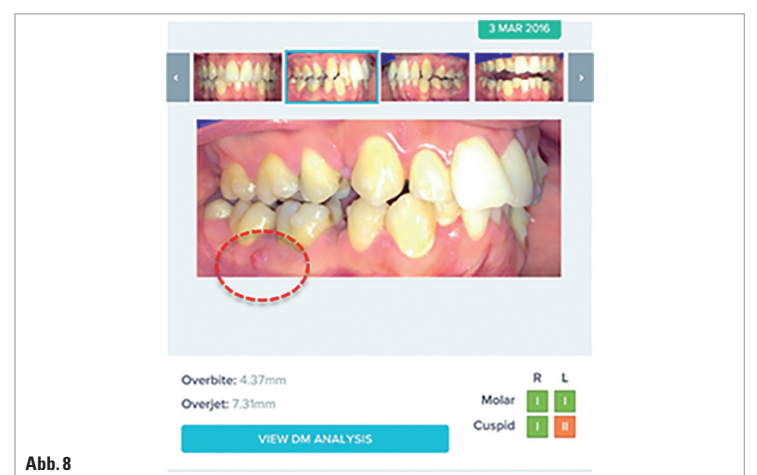 3 MAR 2016
Overbite: 4.37mm
Overjet: 7.31mm
R L
Molar I I
Cuspid I II
VIEW DM ANALYSIS
Abb. 8